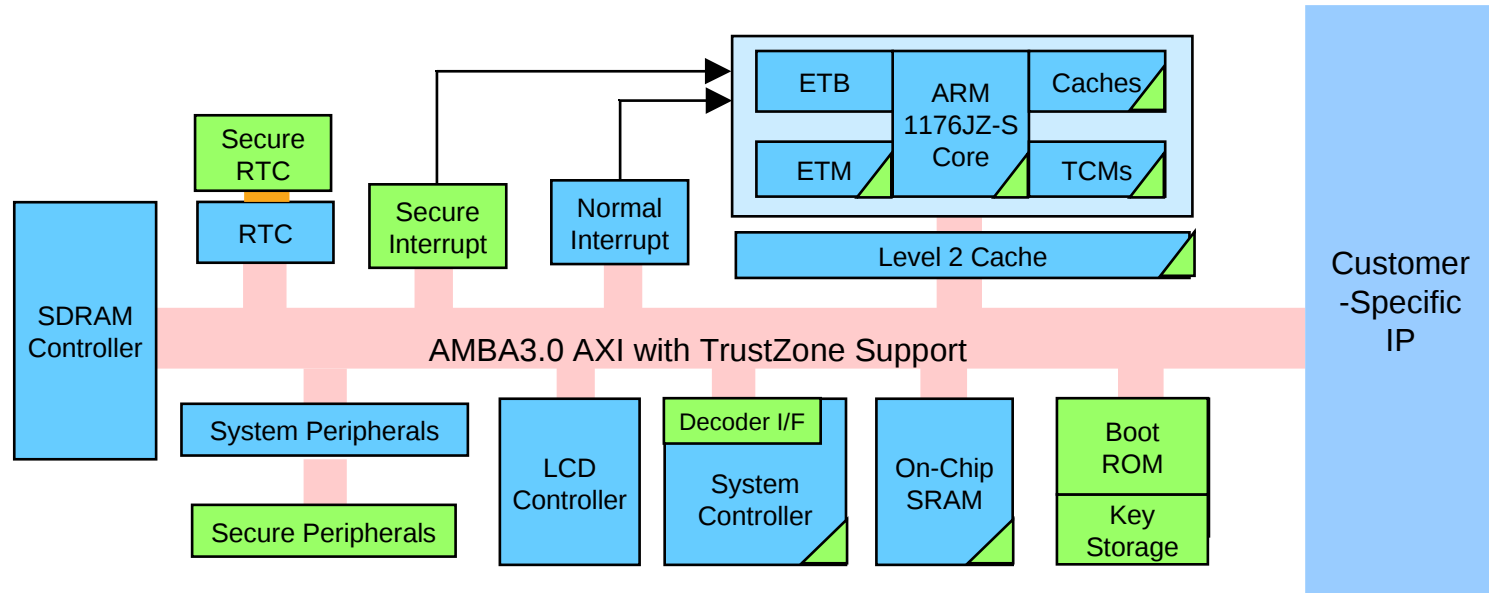 ETB
ARM
1176JZ-S
Core
Caches
ETM
TCMs
Secure
RTC
RTC
Secure
Interrupt
Normal
Interrupt
Level 2 Cache
SDRAM
Controller
Customer
-Specific
IP
AMBA3.0 AXI with TrustZone Support
System Peripherals
Secure Peripherals
LCD
Controller
Decoder I/F
System
Controller
On-Chip
SRAM
Boot
ROM
Key
Storage